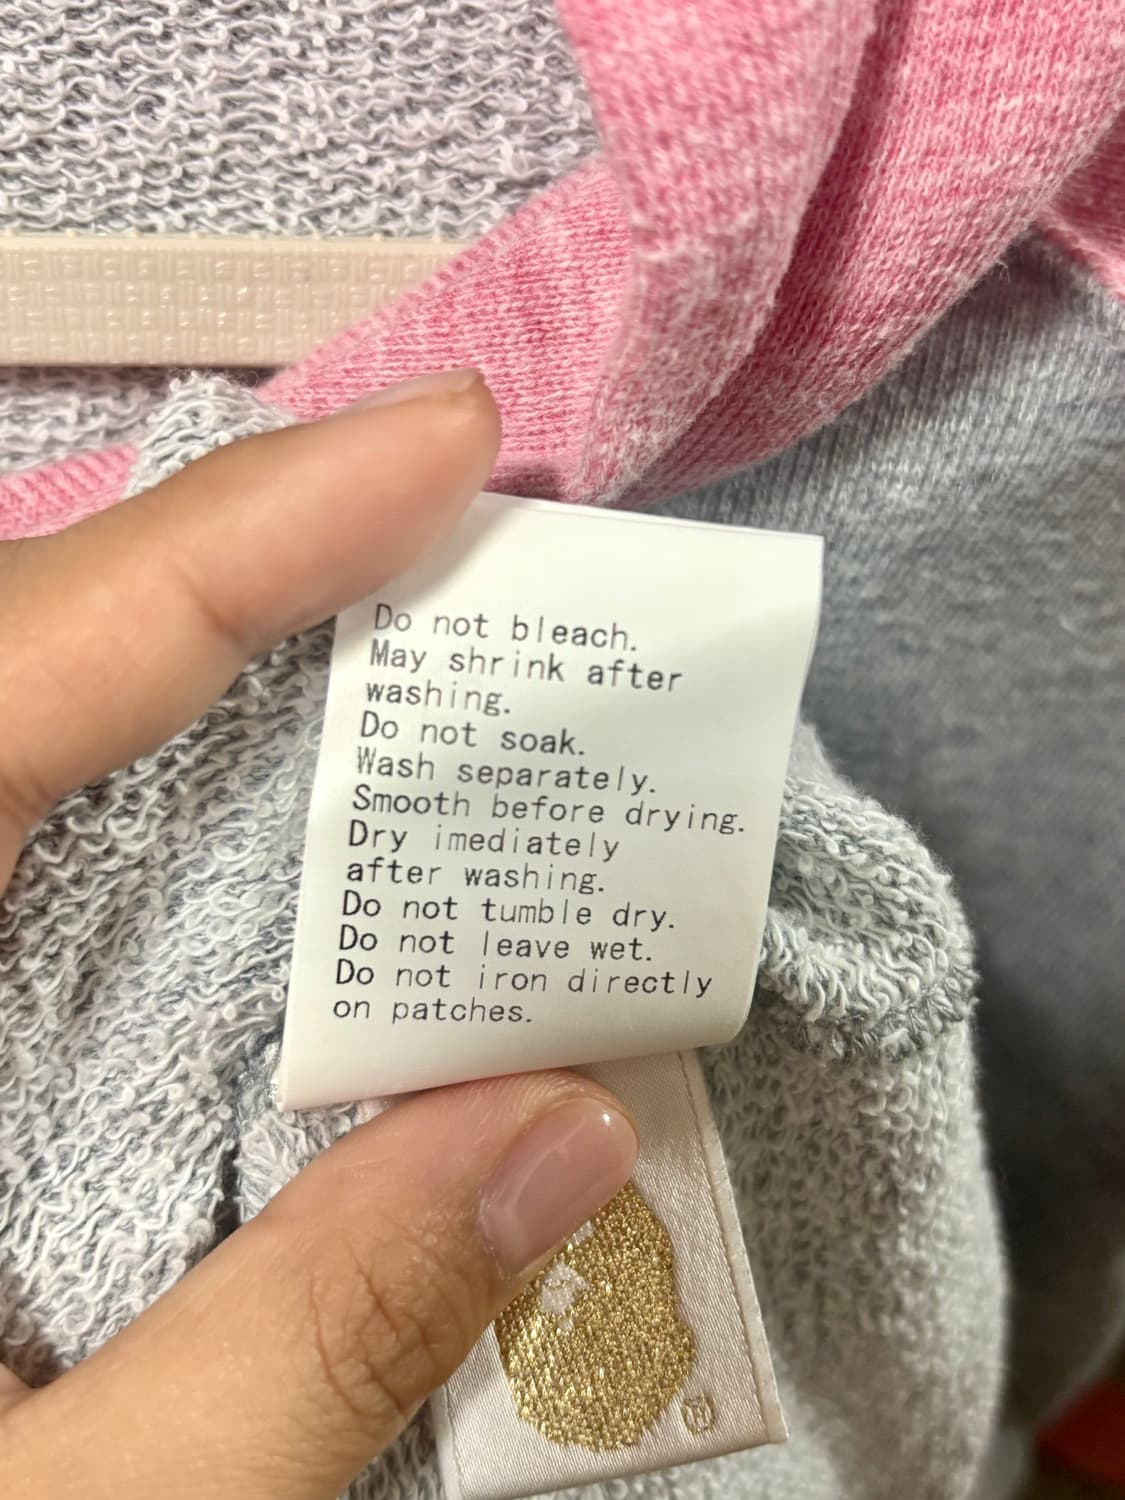 Do not bleach.
May shrink after
washing.
Do not soak.
Wash separately.
Smooth before drying.
Dry imediately
after washing.
Do not tumble dry.
Do not leave wet.
Do not iron directly
on patches.